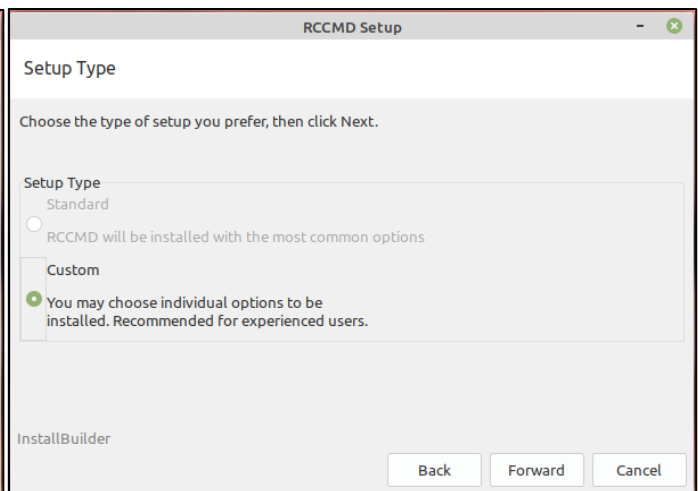 RCCMD Setup
Setup Type
Choose the type of setup you prefer, then click Next.
Setup Type
Standard
RCCMD will be installed with the most common options
Custom
You may choose individual options to be
installed. Recommended for experienced users.
InstallBuilder
Back Forward Cancel